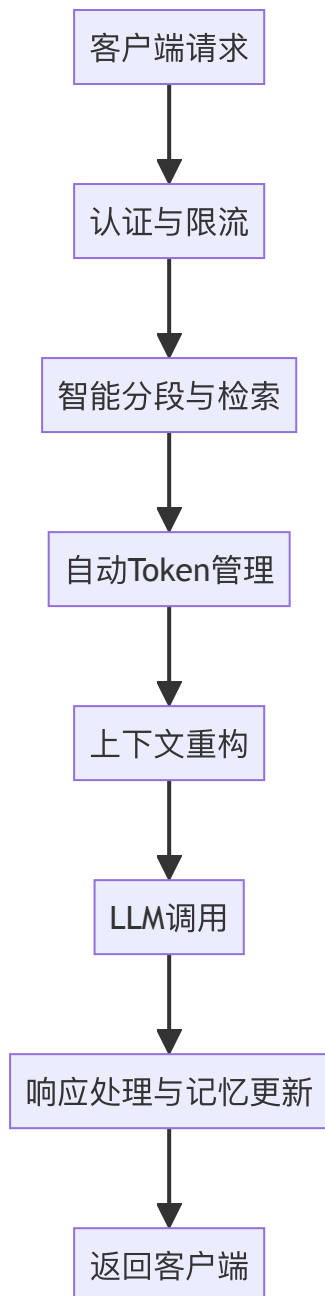 客户端请求
认证与限流
智能分段与检索
自动Token管理
上下文重构
LLM调用
响应处理与记忆更新
返回客户端